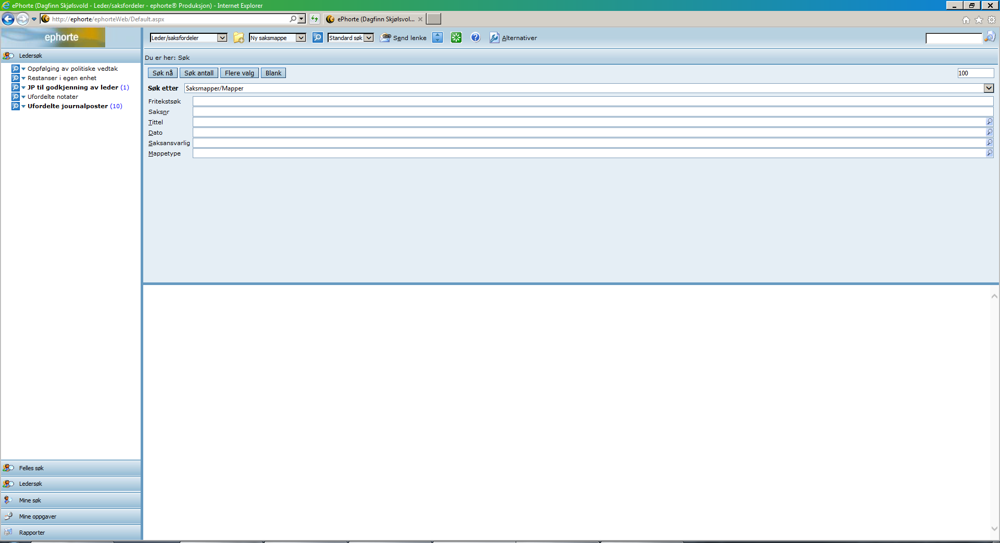 ePhorte (Dagfinn Skjølsvold - Leder/saksfordeler - ephorte® Produksjon) - Internet Explorer
http://ephorte/ephorteWeb/Default.aspx
ePhorte (Dagfinn Skjølsvol...
ephorte
Leder/saksfordeler
Ny saksmappe
Standard søk
Send lenke
Alternativer
Ledersøk
Oppfølging av politiske vedtak
Restanser i egen enhet
JP til godkjenning av leder (1)
Ufordelte notater
Ufordelte journalposter (10)
Du er her: Søk
Søk nå
Søk antall
Flere valg
Blank
100
Søk etter
Saksmapper/Mapper
Fritekstsøk
Saksnr
Tittel
Dato
Saksansvarlig
Mappetype
Felles søk
Ledersøk
Mine søk
Mine oppgaver
Rapporter